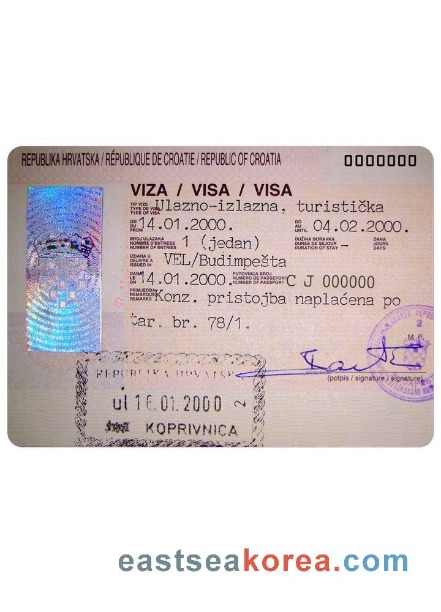 REPUBLIKA HRVATSKA / RÉPUBLIQUE DE CROATIE / REPUBLIC OF CROATIA 0000000
VIZA / VISA / VISA
TIP VIZE
TYPE DE VISA
TYPE OF VISA
Ulazno-izlazna, turistička
OD
DU
FROM
14.01.2000.
DO
AU
UNTIL
04.02.2000.
BROJ ULAZAKA
NOMBRE D'ENTREES
NUMBER OF ENTRIES
1 (jedan)
DUŽINA BORAVKA
DUREE DE SEJOUR
DURATION OF STAY
-
DANA
JOURS
DAYS
IZDANA U
DELIVREE A
ISSUED IN
VEL/Budimpešta
DANA
LE
ON
14.01.2000.
PUTOVNICA BROJ
NUMERO DE PASSEPORT
NUMBER OF PASSPORT
C J 000000
PRIMJEDBA
REMARQUES
REMARKS
Konz. pristojba naplaćena po
tar. br. 78/1.
M. P.
(potpis / signature / signature)
REPUBLIKA HRVATSKA
ul 16.01.2000 2
KOPRIVNICA
eastseakorea.com